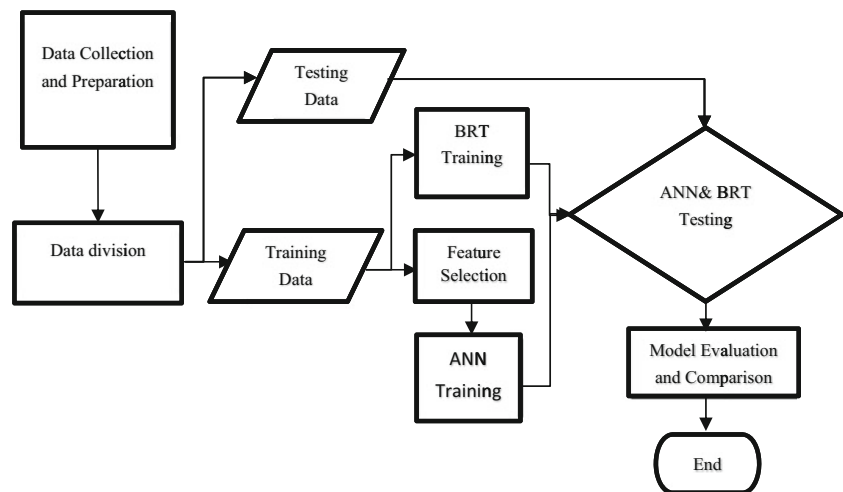 Data Collection
and Preparation
Testing
Data
BRT
Training
ANN& BRT
Testing
Data division
Training
Data
Feature
Selection
ANN
Training
Model Evaluation
and Comparison
End